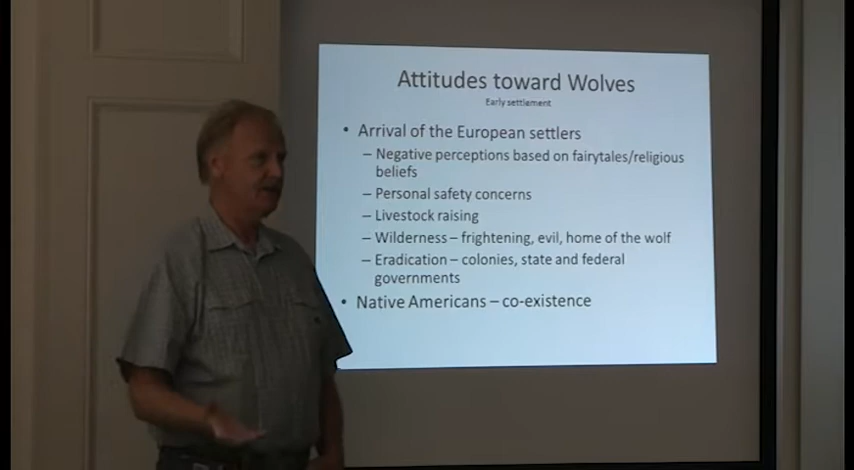 Attitudes toward Wolves
Early settlement
• Arrival of the European settlers
– Negative perceptions based on fairytales/religious
beliefs
– Personal safety concerns
– Livestock raising
– Wilderness – frightening, evil, home of the wolf
– Eradication – colonies, state and federal
governments
• Native Americans – co-existence